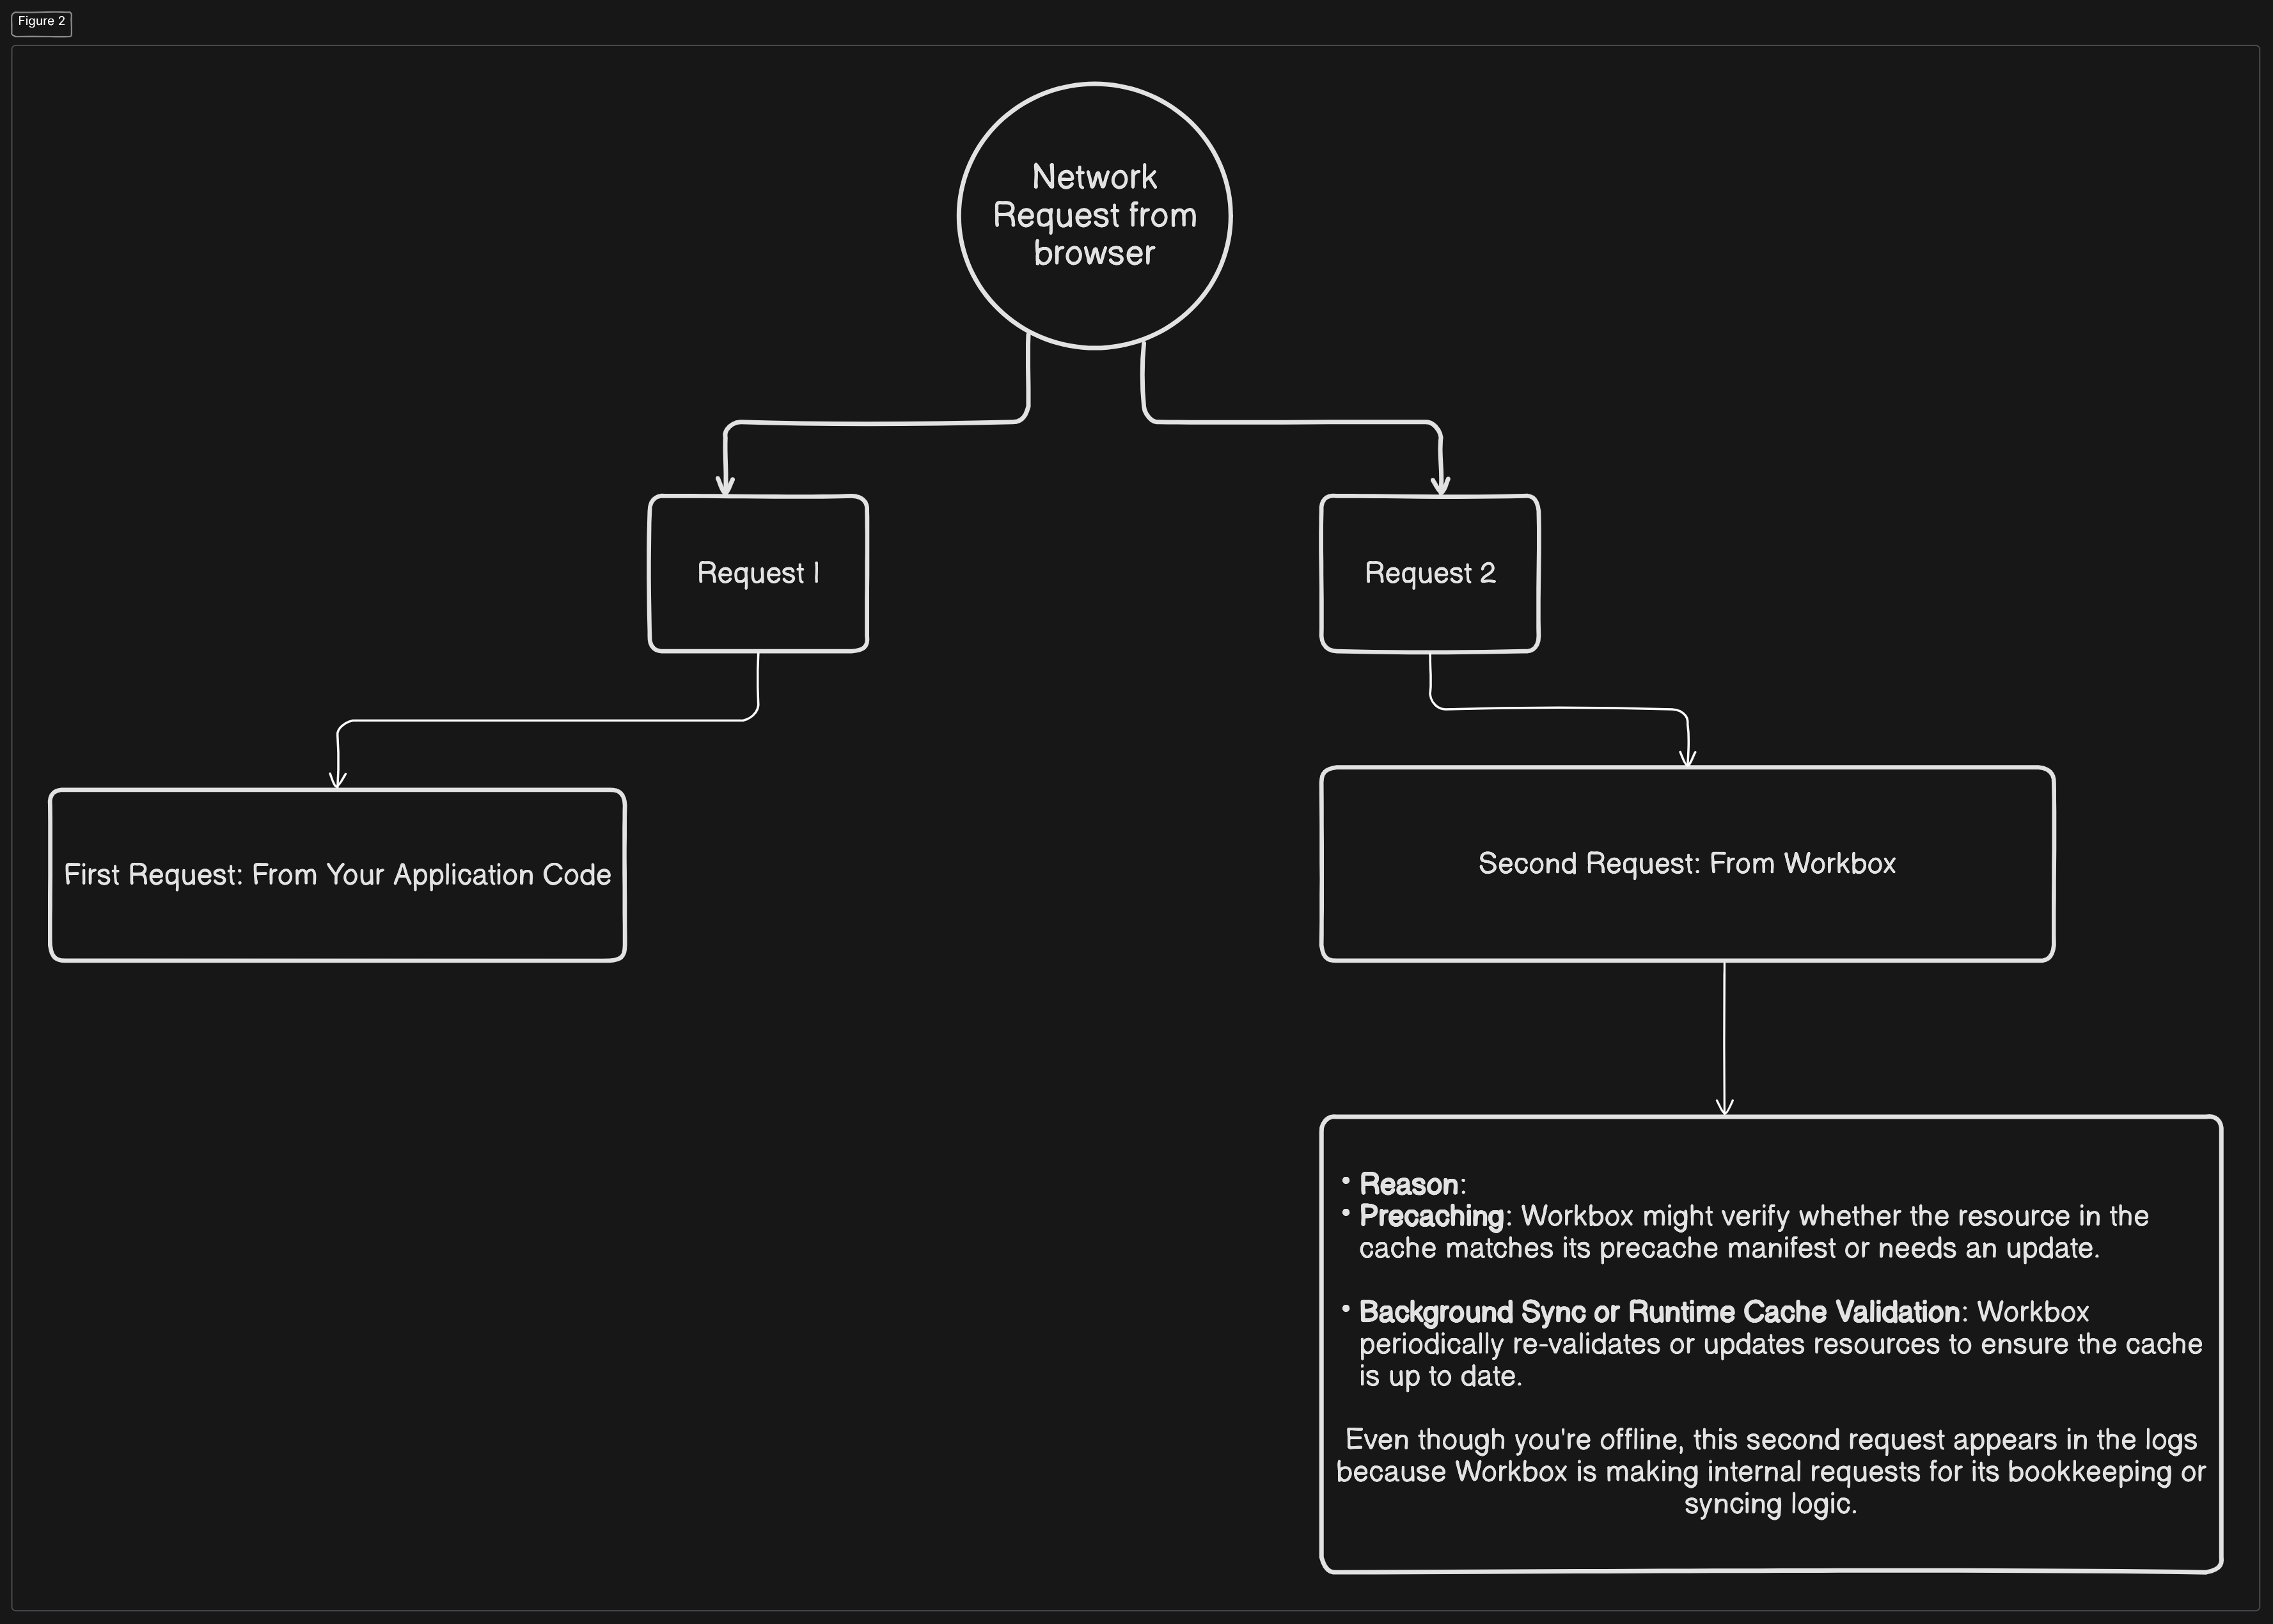 Figure 2
Network
Request from
browser
Request 1
Request 2
First Request: From Your Application Code
Second Request: From Workbox
• Reason:
• Precaching: Workbox might verify whether the resource in the
cache matches its precache manifest or needs an update.
• Background Sync or Runtime Cache Validation: Workbox
periodically re-validates or updates resources to ensure the cache
is up to date.
Even though you're offline, this second request appears in the logs
because Workbox is making internal requests for its bookkeeping or
syncing logic.